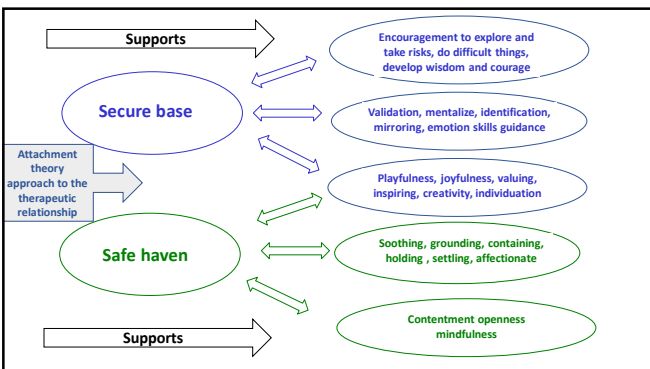 Supports
Encouragement to explore and
take risks, do difficult things,
develop wisdom and courage
Secure base
Validation, mentalize, identification,
mirroring, emotion skills guidance
Attachment
theory
approach to the
therapeutic
relationship
Playfulness, joyfulness, valuing,
inspiring, creativity, individuation
Safe haven
Soothing, grounding, containing,
holding , settling, affectionate
Contentment openness
mindfulness
Supports